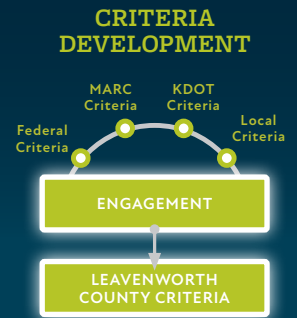 CRITERIA
DEVELOPMENT
MARC
Criteria
KDOT
Criteria
Federal
Criteria
Local
Criteria
ENGAGEMENT
LEAVENWORTH
COUNTY CRITERIA